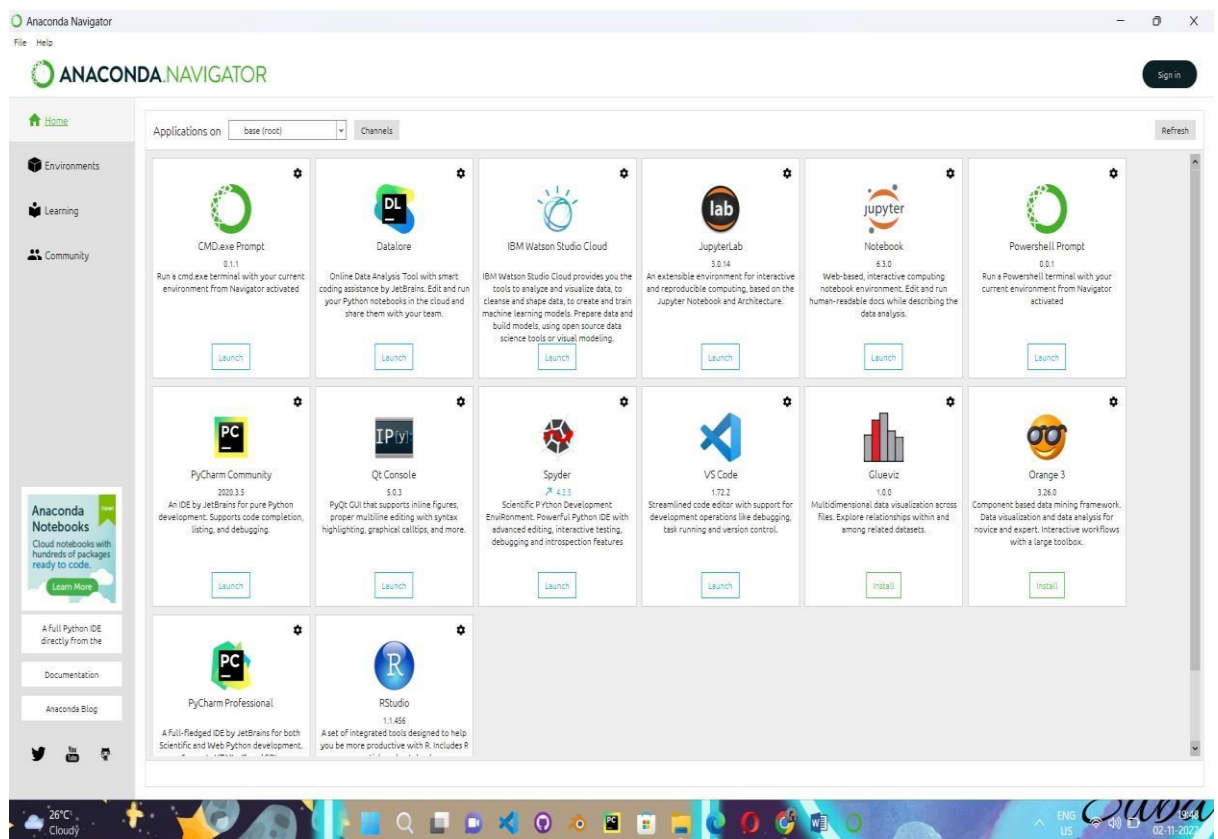 Anaconda Navigator
File Help
ANACONDA.NAVIGATOR
Sign in
Home
Environments
Learning
Community
Applications on base (root) Channels Refresh
CMD.exe Prompt
0.1.1
Run a cmd.exe terminal with your current
environment from Navigator activated
Launch
DL
Datalore
Online Data Analysis Tool with smart
coding assistance by JetBrains. Edit and run
your Python notebooks in the cloud and
share them with your team.
Launch
IBM Watson Studio Cloud
IBM Watson Studio Cloud provides you the
tools to analyze and visualize data, to
cleanse and shape data, to create and train
machine learning models. Prepare data and
build models, using open source data
science tools or visual modeling.
Launch
lab
JupyterLab
3.0.14
An extensible environment for interactive
and reproducible computing, based on the
Jupyter Notebook and Architecture.
Launch
jupyter
Notebook
6.3.0
Web-based, interactive computing
notebook environment. Edit and run
human-readable docs while describing the
data analysis.
Launch
Powershell Prompt
0.0.1
Run a Powershell terminal with your
current environment from Navigator
activated
Launch
PC
PyCharm Community
2020.3.5
An IDE by JetBrains for pure Python
development. Supports code completion,
listing, and debugging.
Launch
IP[y]:
Qt Console
5.0.3
PyQt GUI that supports inline figures,
proper multiline editing with syntax
highlighting, graphical calltips, and more.
Launch
Spyder
4.2.5
Scientific PYthon Development
EnviRonment. Powerful Python IDE with
advanced editing, interactive testing,
debugging and introspection features
Launch
VS Code
1.72.2
Streamlined code editor with support for
development operations like debugging,
task running and version control.
Launch
Glueviz
1.0.0
Multidimensional data visualization across
files. Explore relationships within and
among related datasets.
Install
Orange 3
3.26.0
Component based data mining framework.
Data visualization and data analysis for
novice and expert. Interactive workflows
with a large toolbox.
Install
PC
PyCharm Professional
A full-fledged IDE by JetBrains for both
Scientific and Web Python development.
R
RStudio
1.1.456
A set of integrated tools designed to help
you be more productive with R. Includes R
Anaconda
Notebooks
Cloud notebooks with
hundreds of packages
ready to code.
Learn More
A full Python IDE
directly from the
Documentation
Anaconda Blog
You
Tube
26°C
Cloudy
ENG
US
19:48
02-11-2022